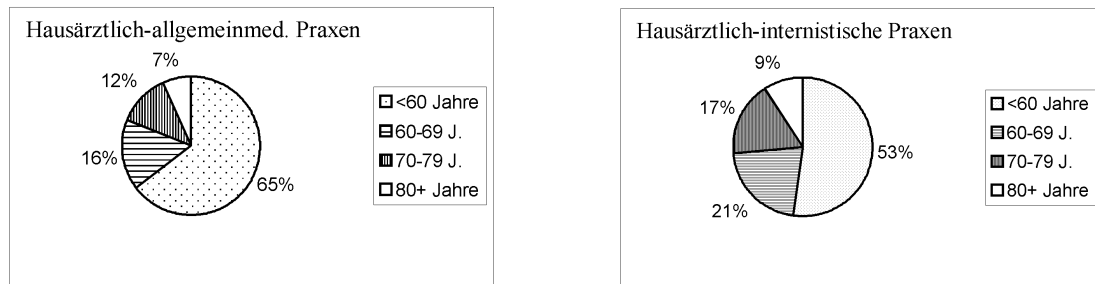 Hausärztlich-allgemeinmed. Praxen
7%
12%
16%
65%
<60 Jahre
60-69 J.
70-79 J.
80+ Jahre
Hausärztlich-internistische Praxen
9%
17%
21%
53%
<60 Jahre
60-69 J.
70-79 J.
80+ Jahre